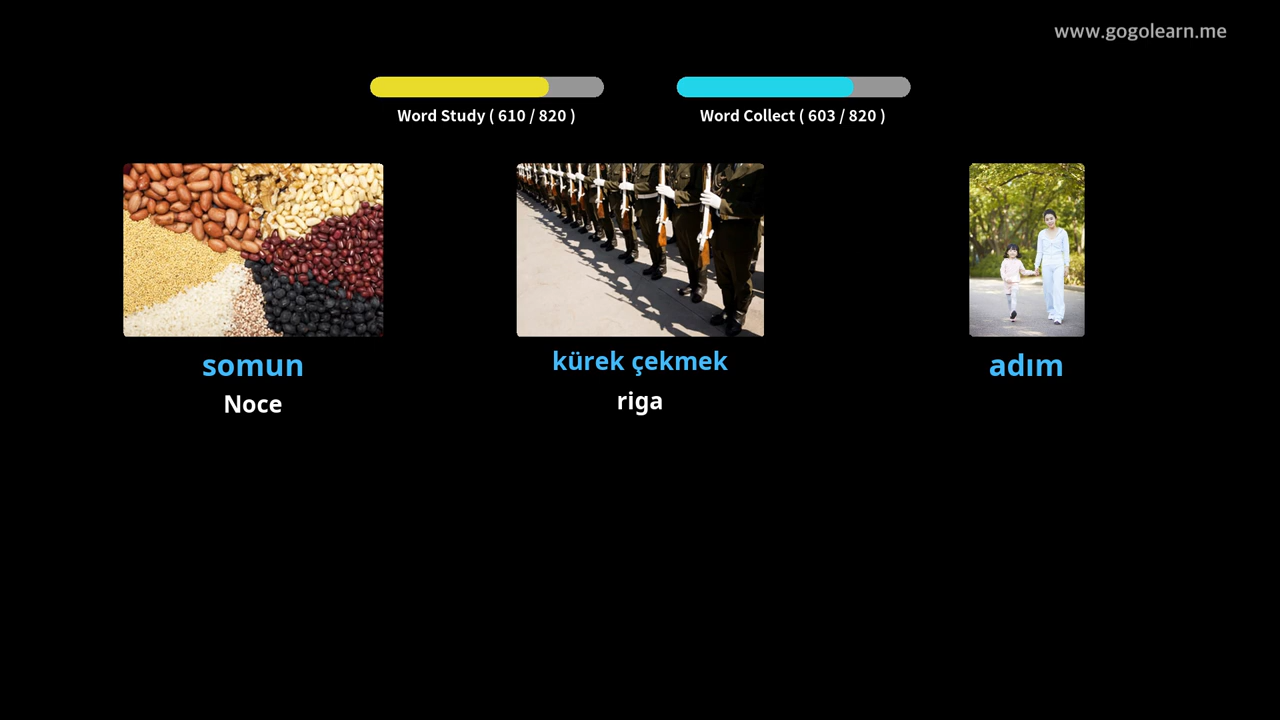 www.gogolearn.me
Word Study ( 610 / 820 )
Word Collect ( 603 / 820 )
somun
kürek çekmek
adım
Noce
riga